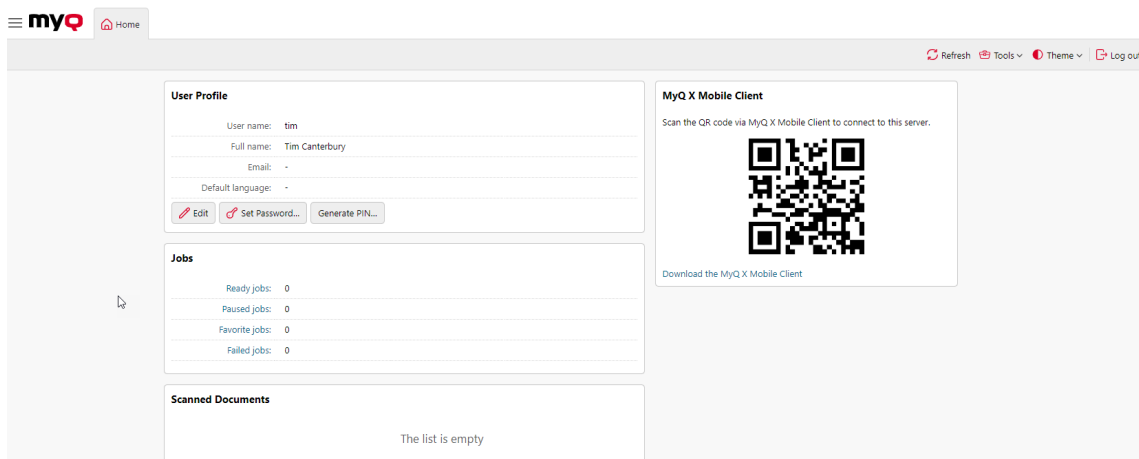 myQ
Home
Refresh Tools Theme Log out
User Profile
User name: tim
Full name: Tim Canterbury
Email: -
Default language: -
Edit Set Password... Generate PIN...
Jobs
Ready jobs: 0
Paused jobs: 0
Favorite jobs: 0
Failed jobs: 0
Scanned Documents
The list is empty
MyQ X Mobile Client
Scan the QR code via MyQ X Mobile Client to connect to this server.
Download the MyQ X Mobile Client